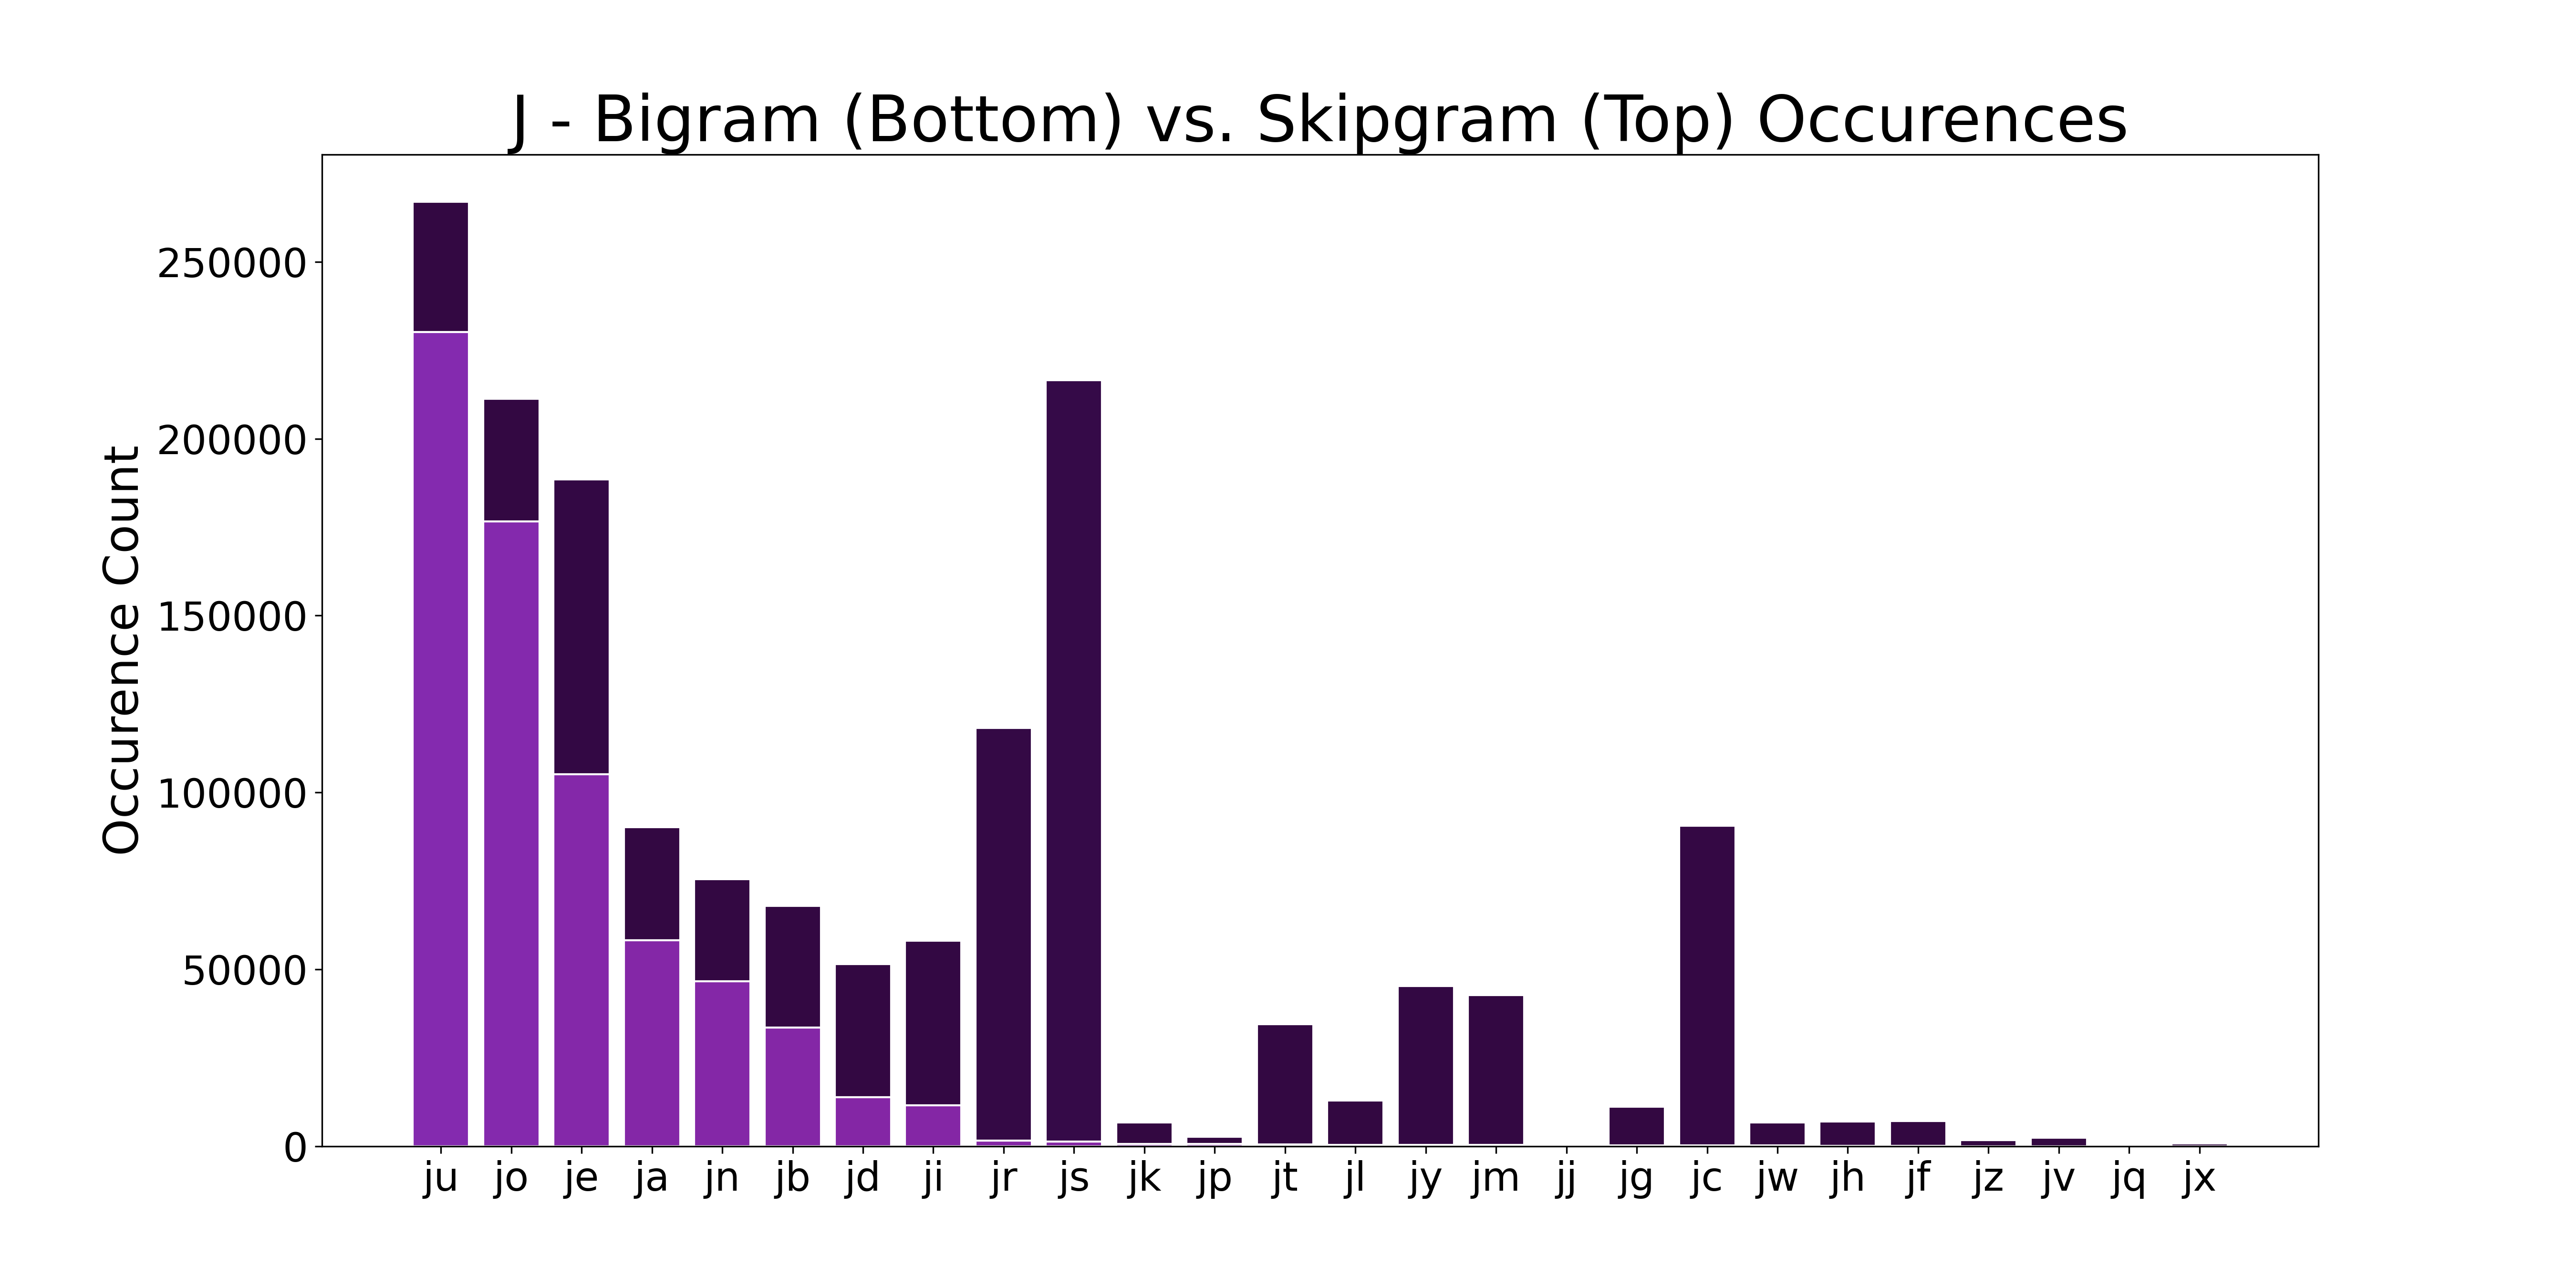 J - Bigram (Bottom) vs. Skipgram (Top) Occurences
Occurence Count
250000
200000
150000
100000
50000
0
ju jo je ja jn jb jd ji jr js jk jp jt jl jy jm jj jg jc jw jh jf jz jv jq jx